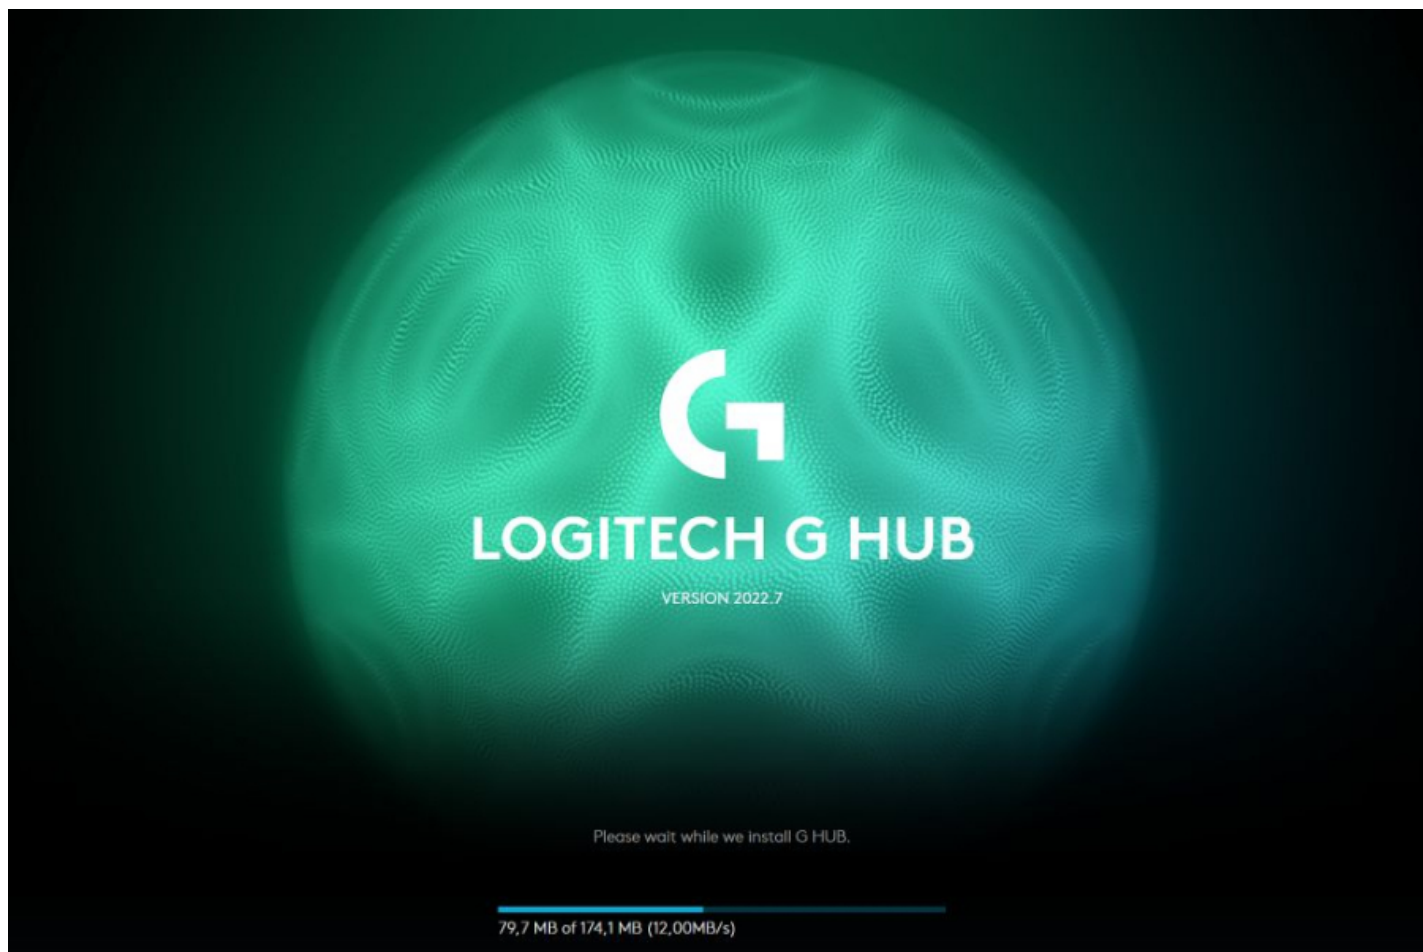 LOGITECH G HUB
VERSION 2022.7
Please wait while we install G HUB.
79,7 MB of 174,1 MB (12,00MB/s)